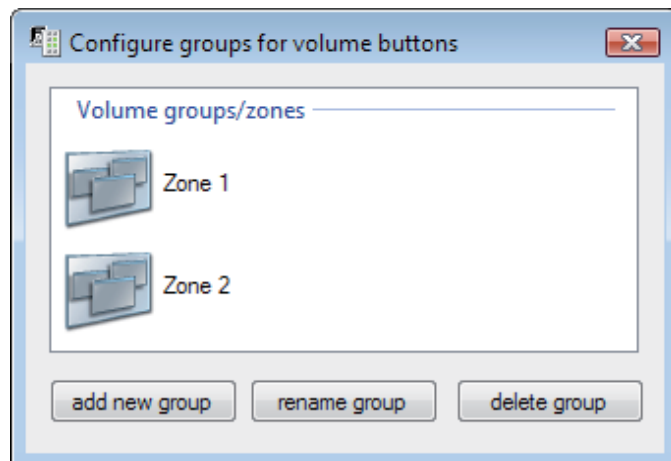 Configure groups for volume buttons
Volume groups/zones
Zone 1
Zone 2
add new group rename group delete group